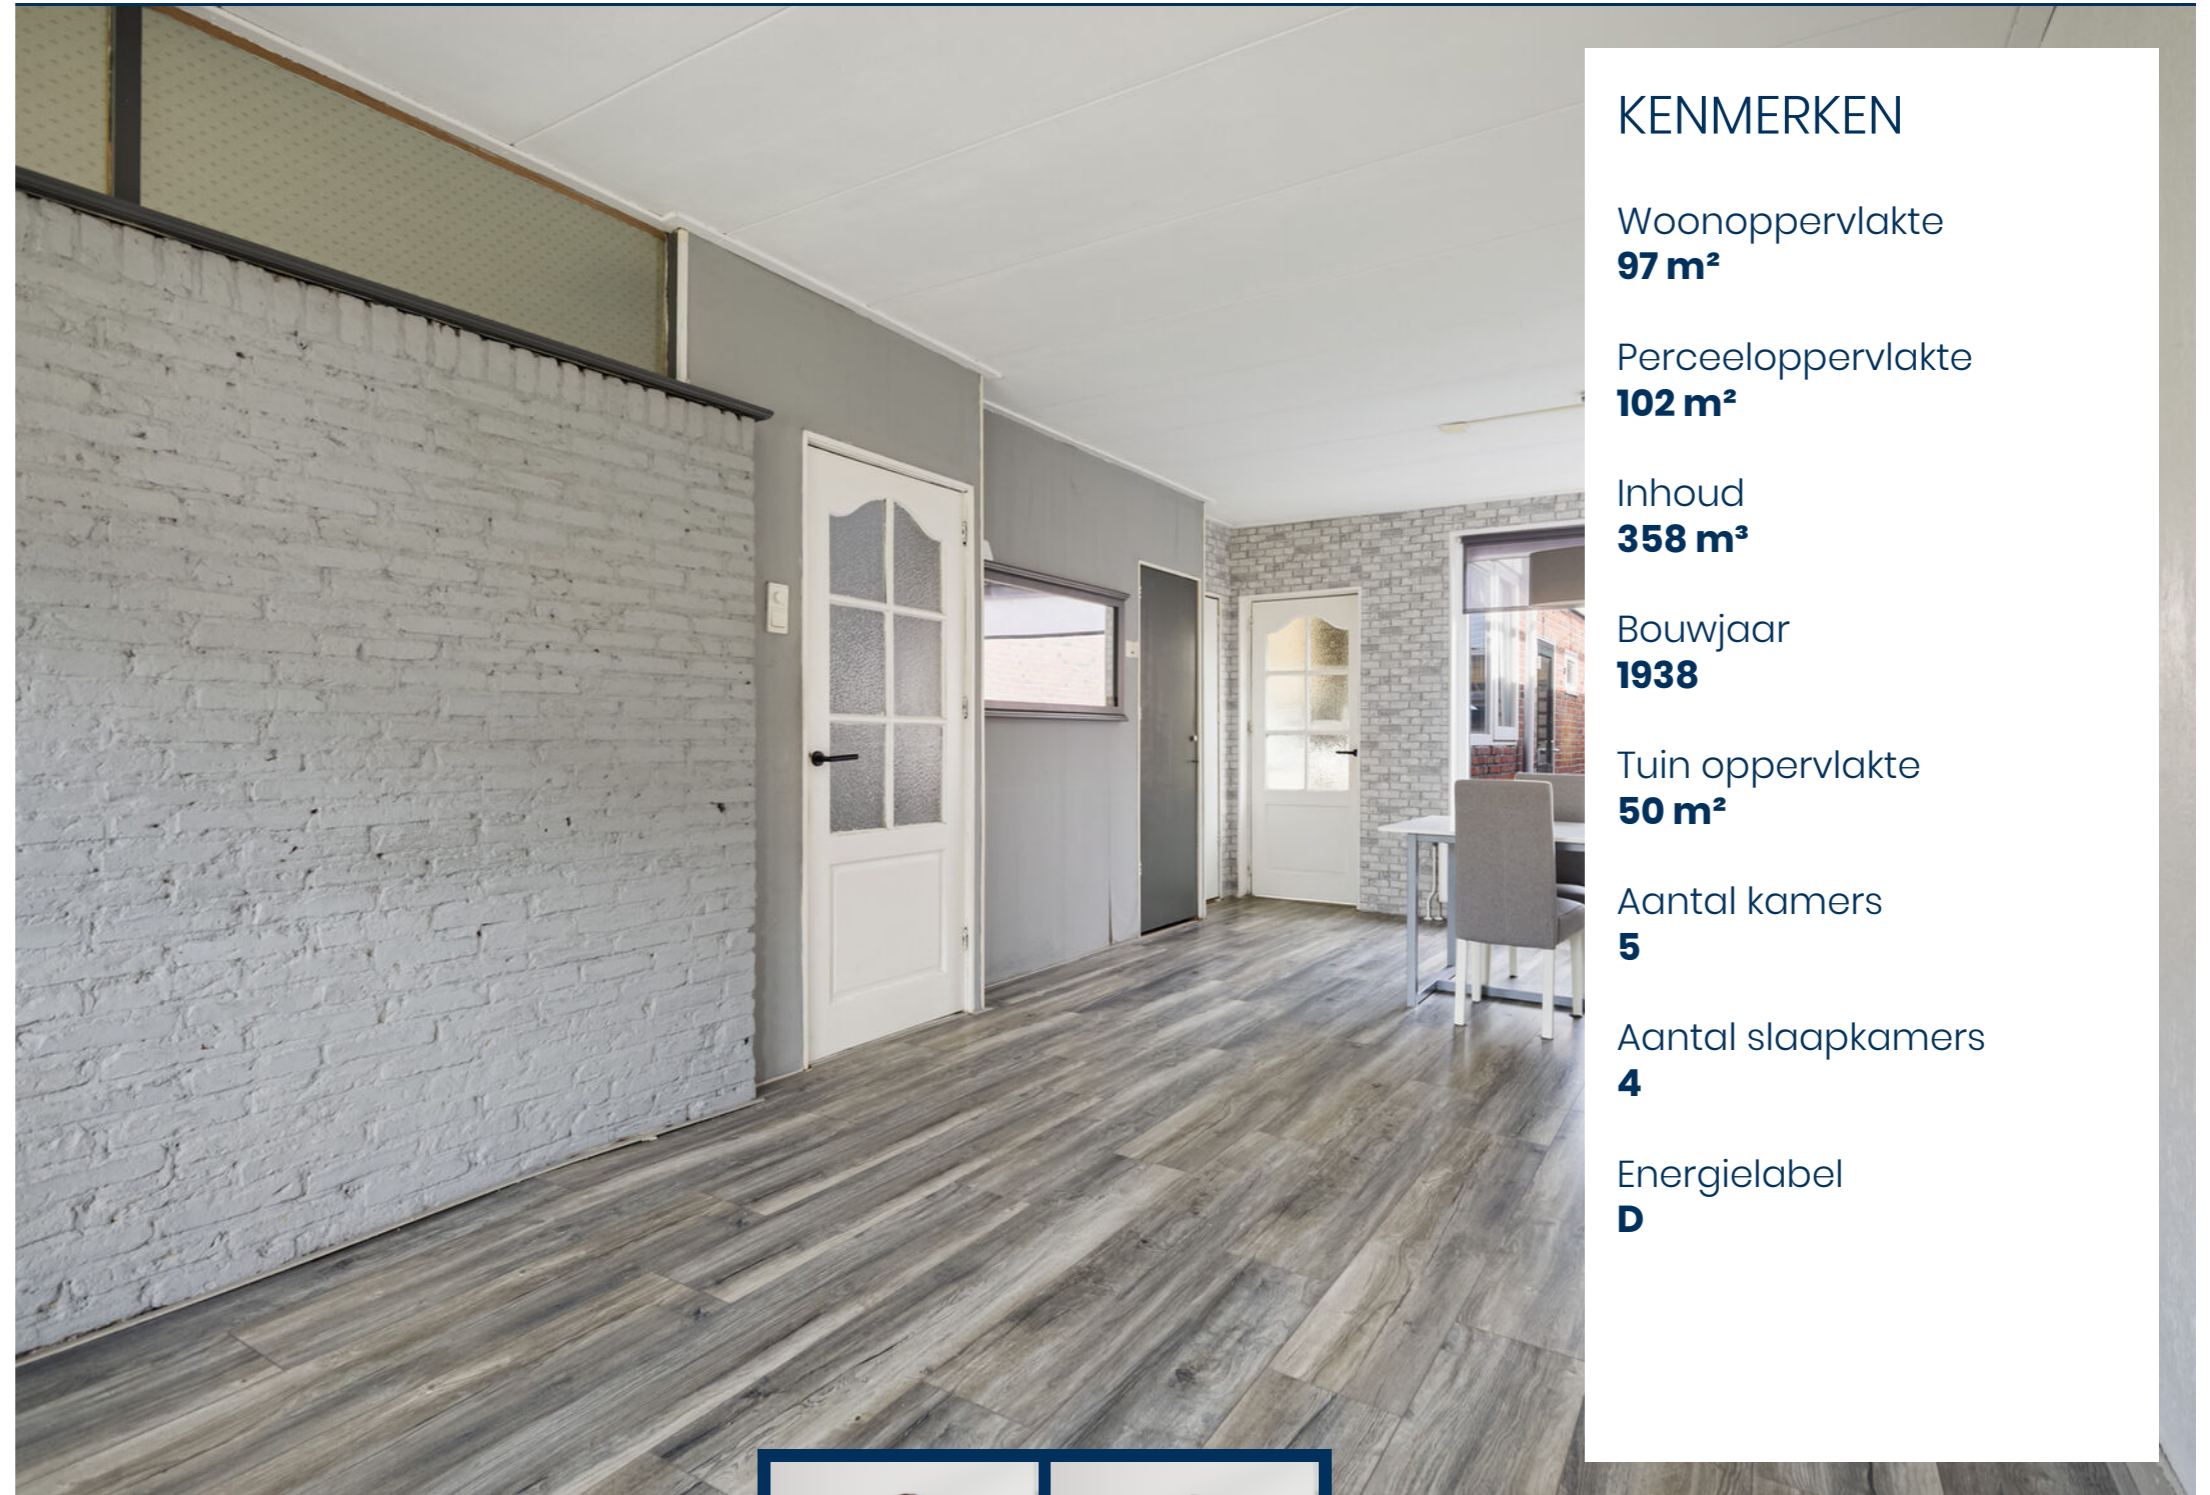 KENMERKEN
Woonoppervlakte
97 m²
Perceeloppervlakte
102 m²
Inhoud
358 m³
Bouwjaar
1938
Tuin oppervlakte
50 m²
Aantal kamers
5
Aantal slaapkamers
4
Energielabel
D